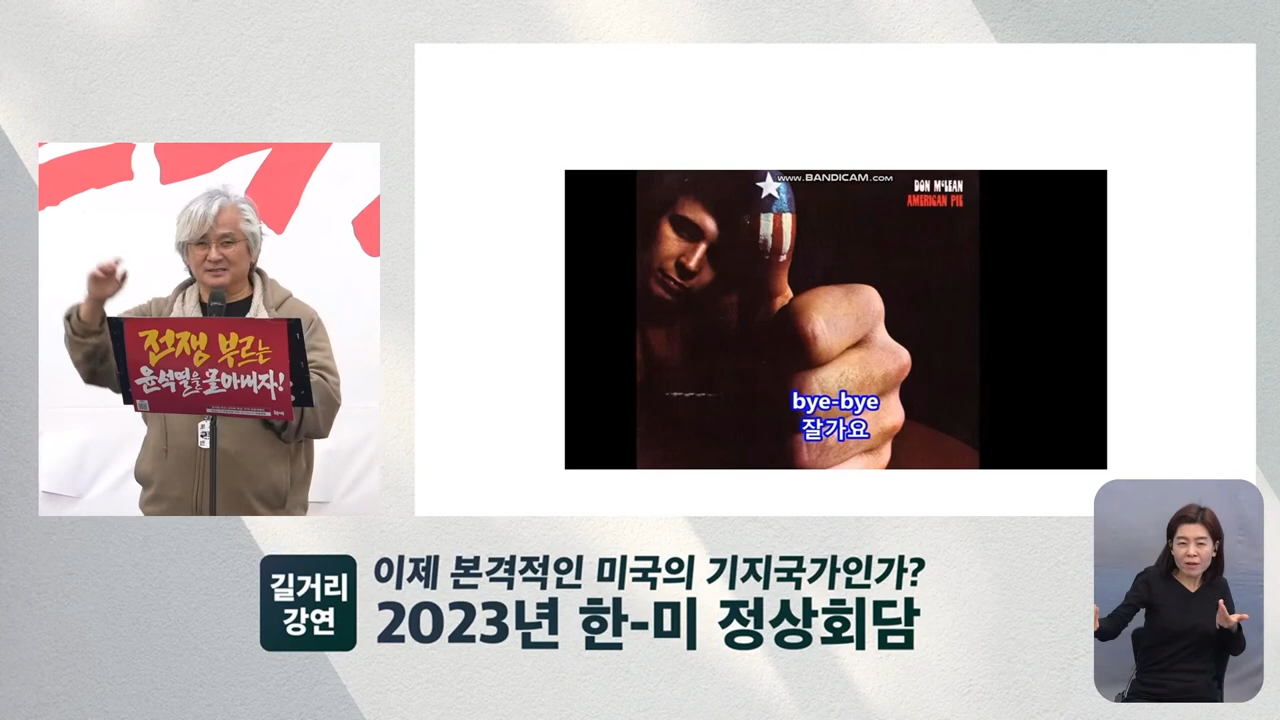 www.BANDICAM.com
DON McLEAN
AMERICAN PIE
전쟁 부르는
윤석열을 몰아내자!
bye-bye
잘가요
길거리
강연
이제 본격적인 미국의 기지국가인가?
2023년 한-미 정상회담